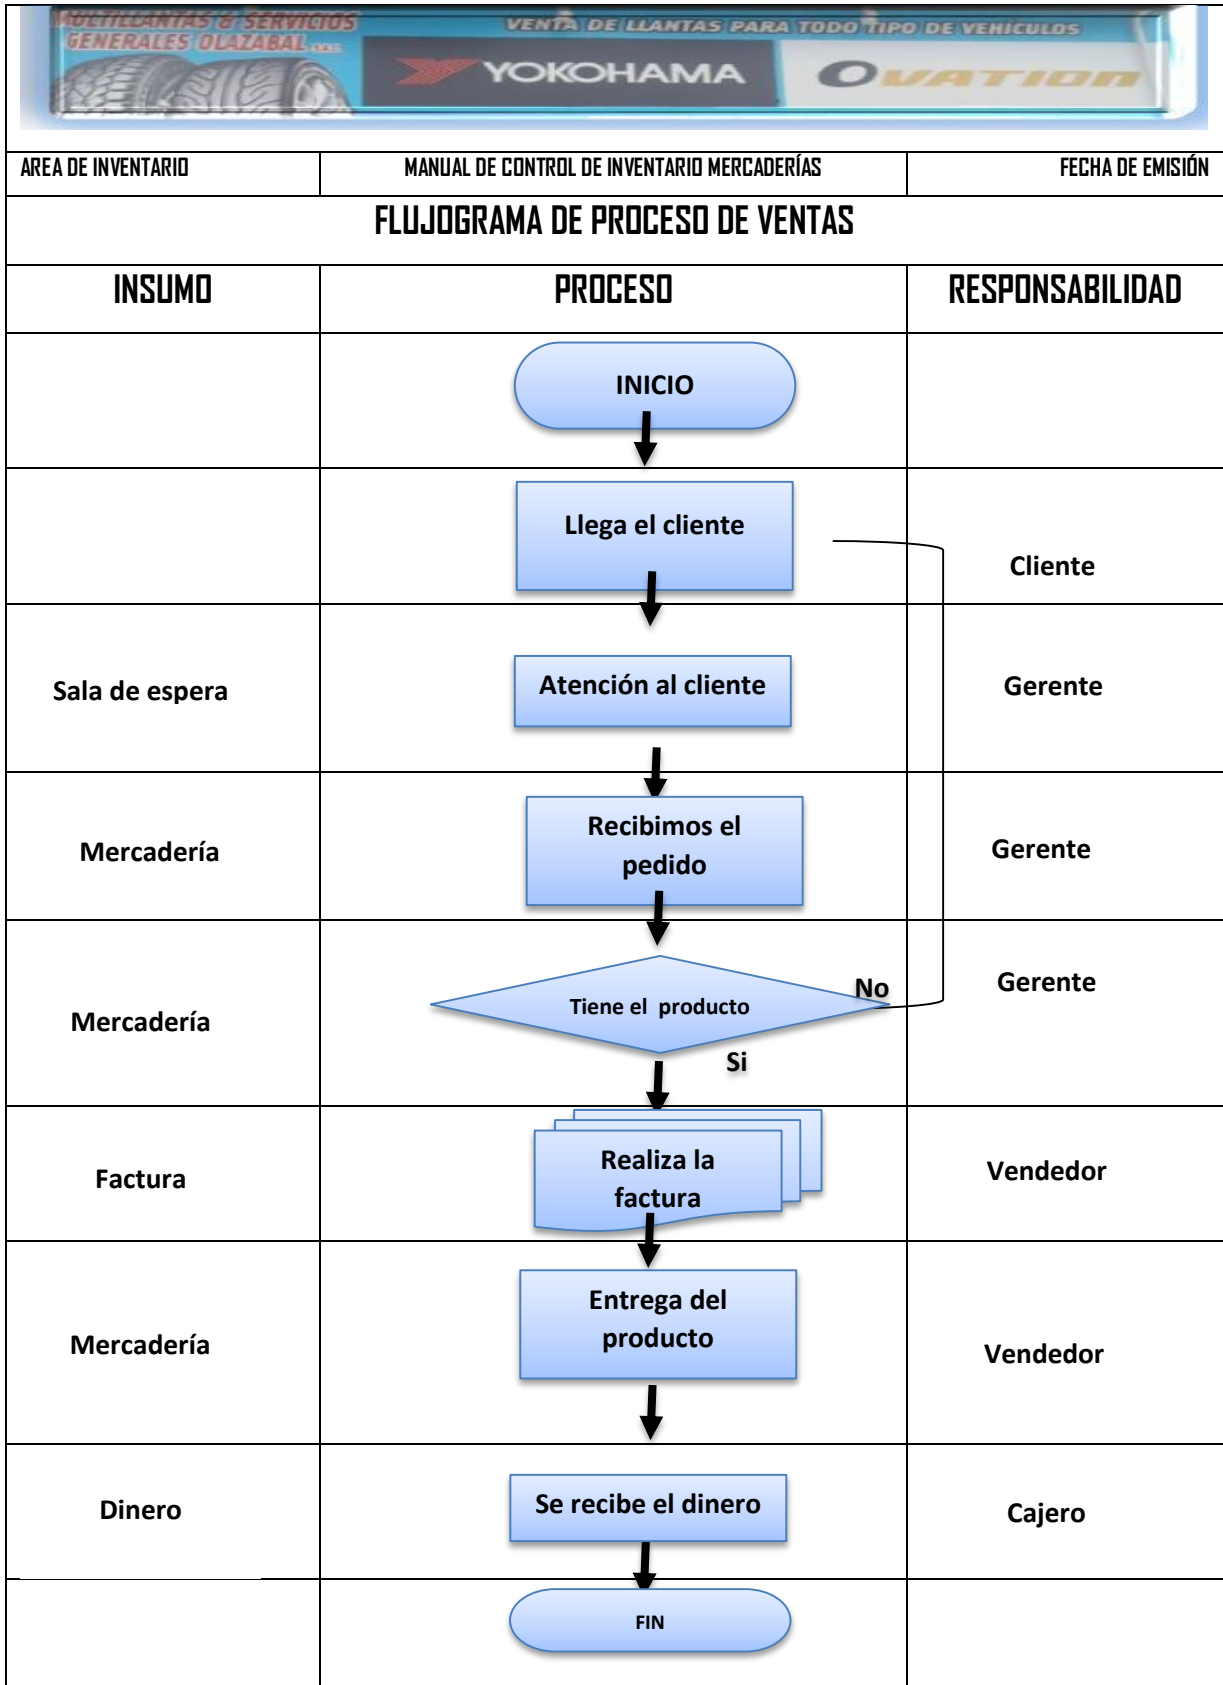 MULTILLANTAS & SERVICIOS
GENERALES OLAZABAL
VENTA DE LLANTAS PARA TODO TIPO DE VEHICULOS
YOKOHAMA
OVATION
AREA DE INVENTARIO
MANUAL DE CONTROL DE INVENTARIO MERCADERÍAS
FECHA DE EMISIÓN
FLUJOGRAMA DE PROCESO DE VENTAS
INSUMO
PROCESO
RESPONSABILIDAD
INICIO
Llega el cliente
Cliente
Sala de espera
Atención al cliente
Gerente
Mercadería
Recibimos el
pedido
Gerente
Mercadería
Tiene el producto
No
Si
Gerente
Factura
Realiza la
factura
Vendedor
Mercadería
Entrega del
producto
Vendedor
Dinero
Se recibe el dinero
Cajero
FIN